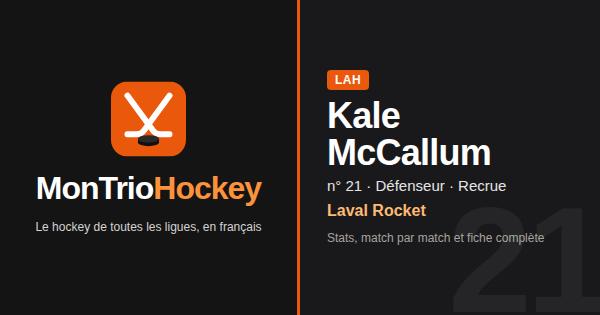 MonTrioHockey
Le hockey de toutes les ligues, en français
LAH
Kale
McCallum
n° 21 · Défenseur · Recrue
Laval Rocket
Stats, match par match et fiche complète
21